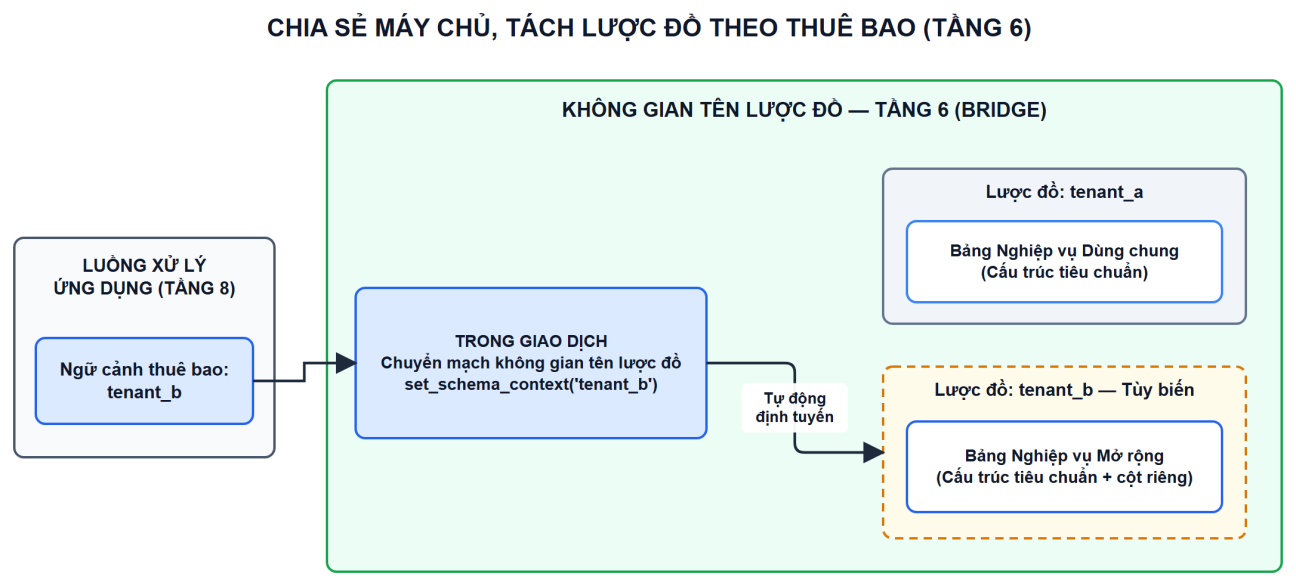 CHIA SẺ MÁY CHỦ, TÁCH LƯỢC ĐỒ THEO THUÊ BAO (TẦNG 6)
KHÔNG GIAN TÊN LƯỢC ĐỒ — TẦNG 6 (BRIDGE)
LUỒNG XỬ LÝ
ỨNG DỤNG (TẦNG 8)
Ngữ cảnh thuê bao:
tenant_b
TRONG GIAO DỊCH
Chuyển mạch không gian tên lược đồ
set_schema_context('tenant_b')
Tự động
định tuyến
Lược đồ: tenant_a
Bảng Nghiệp vụ Dùng chung
(Cấu trúc tiêu chuẩn)
Lược đồ: tenant_b — Tùy biến
Bảng Nghiệp vụ Mở rộng
(Cấu trúc tiêu chuẩn + cột riêng)